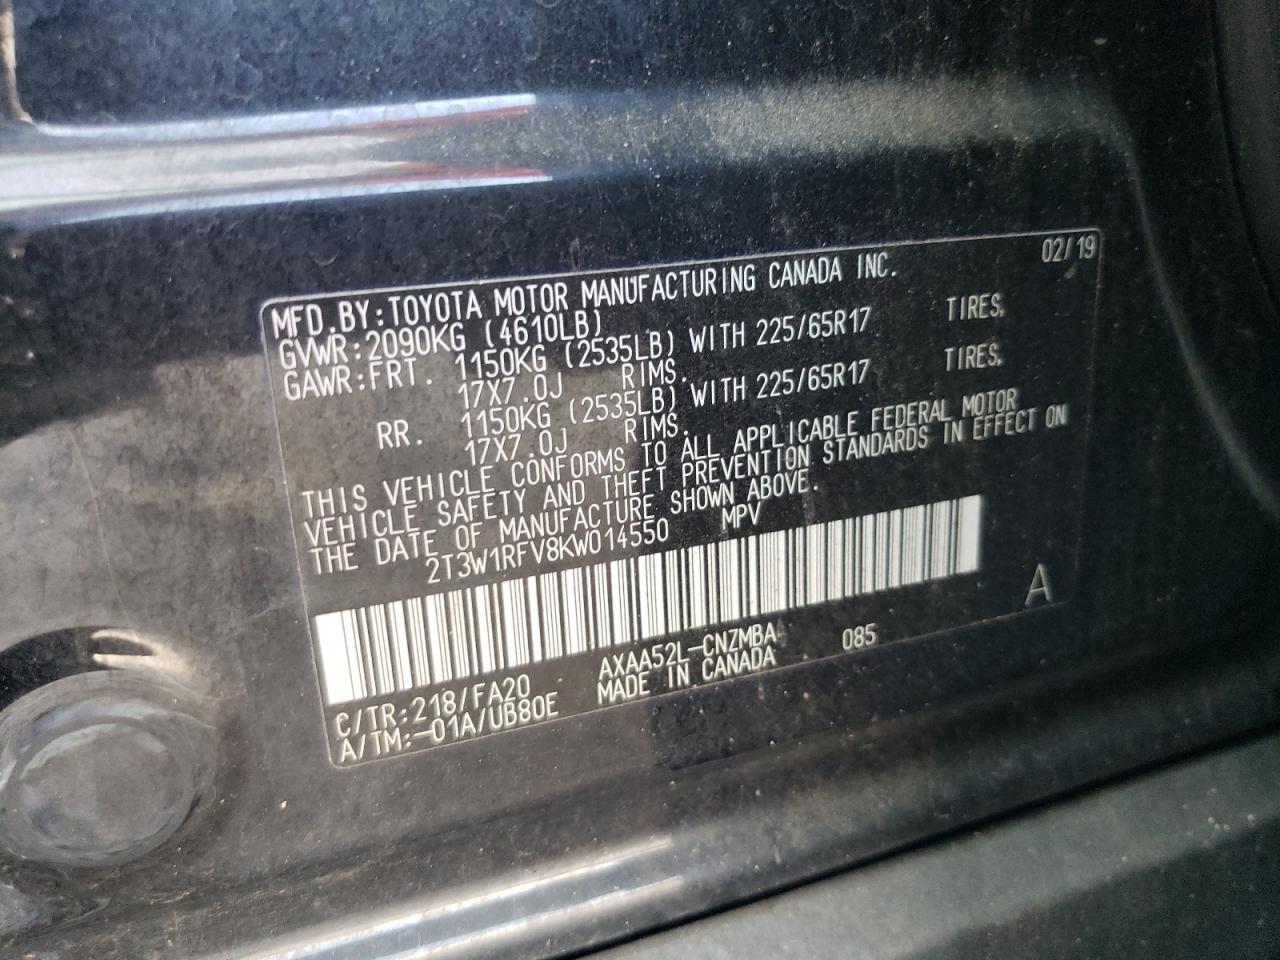 02/19
MFD.BY:TOYOTA MOTOR MANUFACTURING CANADA INC.
GVWR:2090KG (4610LB)
GAWR:FRT. 1150KG (2535LB) WITH 225/65R17 TIRES,
17X7.0J RIMS.
RR. 1150KG (2535LB) WITH 225/65R17 TIRES,
17X7.0J RIMS.
THIS VEHICLE CONFORMS TO ALL APPLICABLE FEDERAL MOTOR
VEHICLE SAFETY AND THEFT PREVENTION STANDARDS IN EFFECT ON
THE DATE OF MANUFACTURE SHOWN ABOVE.
2T3W1RFV8KW014550 MPV
A
C/TR:218/FA20 AXAA52L-CNZMBA 085
A/TM:-01A/UB80E MADE IN CANADA